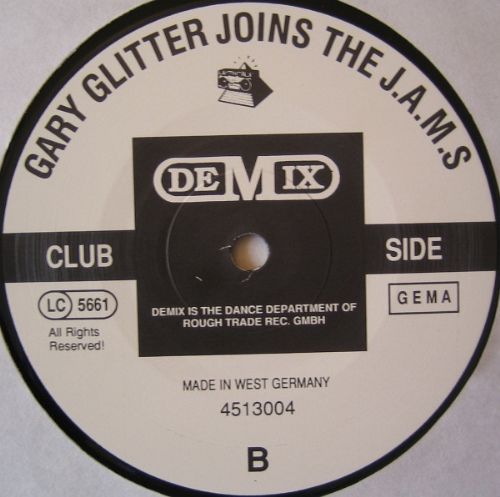 GARY GLITTER JOINS THE J.A.M.S
DEMIX
CLUB SIDE
LC 5661
GEMA
All Rights
Reserved!
DEMIX IS THE DANCE DEPARTMENT OF
ROUGH TRADE REC. GMBH
MADE IN WEST GERMANY
4513004
B